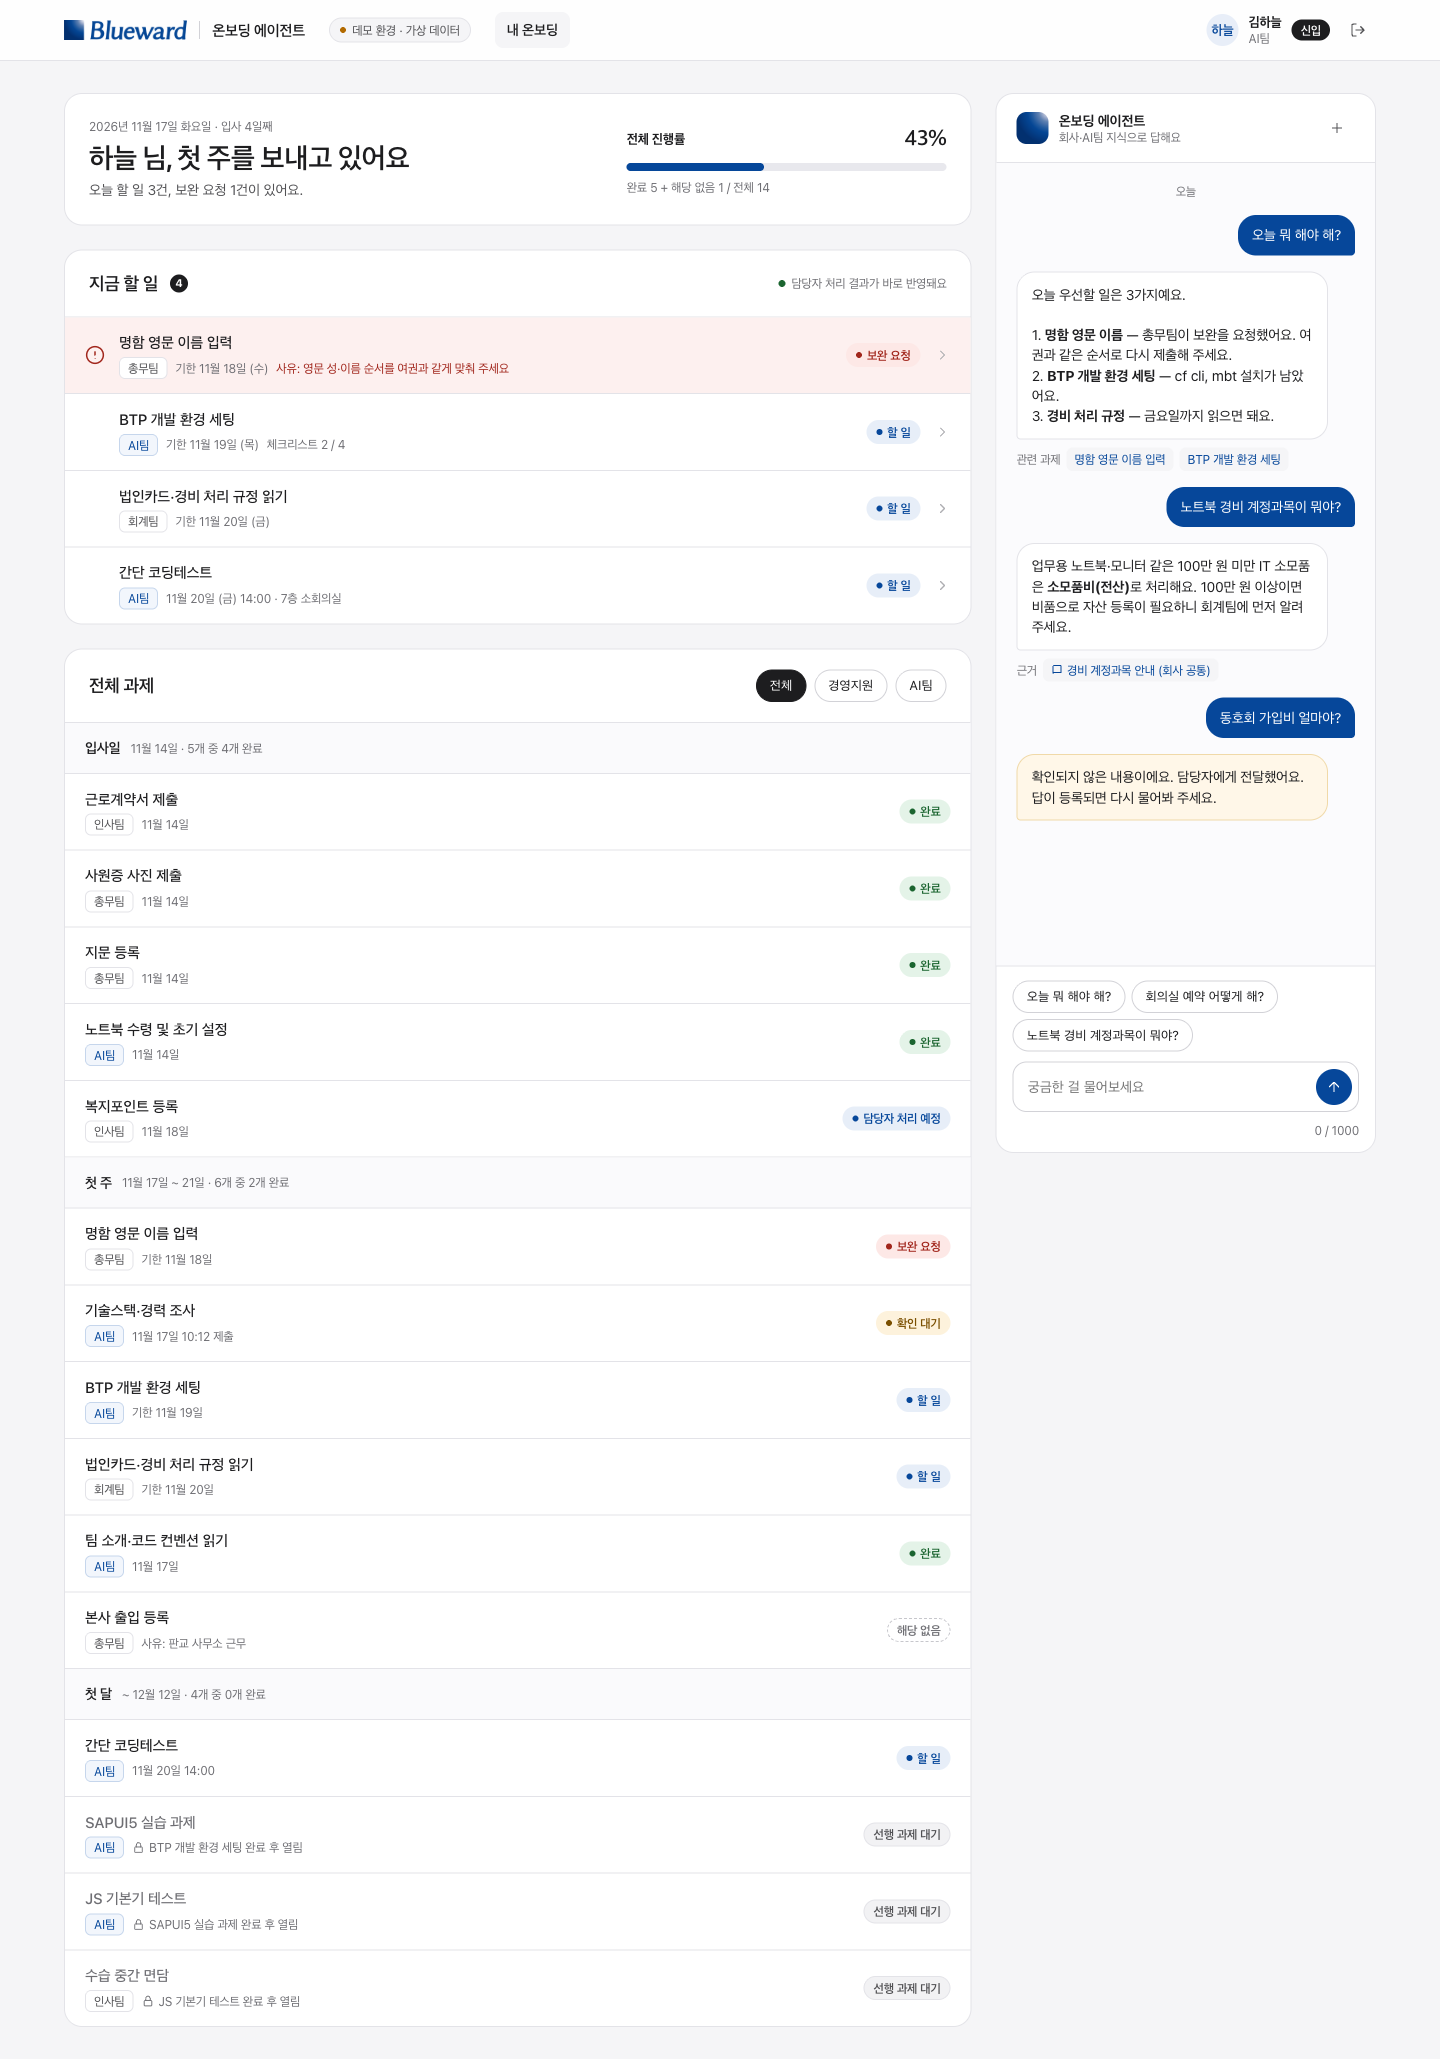 Blueward
온보딩 에이전트
데모 환경 · 가상 데이터
내 온보딩
하늘
김하늘
AI팀
신입
2026년 11월 17일 화요일 · 입사 4일째
하늘 님, 첫 주를 보내고 있어요
오늘 할 일 3건, 보완 요청 1건이 있어요.
전체 진행률
43%
완료 5 + 해당 없음 1 / 전체 14
지금 할 일
4
담당자 처리 결과가 바로 반영돼요
명함 영문 이름 입력
총무팀 기한 11월 18일 (수) 사유: 영문 성·이름 순서를 여권과 같게 맞춰 주세요
보완 요청
BTP 개발 환경 세팅
AI팀 기한 11월 19일 (목) 체크리스트 2 / 4
할 일
법인카드·경비 처리 규정 읽기
회계팀 기한 11월 20일 (금)
할 일
간단 코딩테스트
AI팀 11월 20일 (금) 14:00 · 7층 소회의실
할 일
전체 과제
전체
경영지원
AI팀
입사일 11월 14일 · 5개 중 4개 완료
근로계약서 제출
인사팀 11월 14일
완료
사원증 사진 제출
총무팀 11월 14일
완료
지문 등록
총무팀 11월 14일
완료
노트북 수령 및 초기 설정
AI팀 11월 14일
완료
복지포인트 등록
인사팀 11월 18일
담당자 처리 예정
첫 주 11월 17일 ~ 21일 · 6개 중 2개 완료
명함 영문 이름 입력
총무팀 기한 11월 18일
보완 요청
기술스택·경력 조사
AI팀 11월 17일 10:12 제출
확인 대기
BTP 개발 환경 세팅
AI팀 기한 11월 19일
할 일
법인카드·경비 처리 규정 읽기
회계팀 기한 11월 20일
할 일
팀 소개·코드 컨벤션 읽기
AI팀 11월 17일
완료
본사 출입 등록
총무팀 사유: 판교 사무소 근무
해당 없음
첫 달 ~ 12월 12일 · 4개 중 0개 완료
간단 코딩테스트
AI팀 11월 20일 14:00
할 일
SAPUI5 실습 과제
AI팀 BTP 개발 환경 세팅 완료 후 열림
선행 과제 대기
JS 기본기 테스트
AI팀 SAPUI5 실습 과제 완료 후 열림
선행 과제 대기
수습 중간 면담
인사팀 JS 기본기 테스트 완료 후 열림
선행 과제 대기
온보딩 에이전트
회사·AI팀 지식으로 답해요
오늘
오늘 뭐 해야 해?
오늘 우선할 일은 3가지예요.
1. 명함 영문 이름 — 총무팀이 보완을 요청했어요. 여
권과 같은 순서로 다시 제출해 주세요.
2. BTP 개발 환경 세팅 — cf cli, mbt 설치가 남았
어요.
3. 경비 처리 규정 — 금요일까지 읽으면 돼요.
관련 과제 명함 영문 이름 입력 BTP 개발 환경 세팅
노트북 경비 계정과목이 뭐야?
업무용 노트북·모니터 같은 100만 원 미만 IT 소모품
은 소모품비(전산)로 처리해요. 100만 원 이상이면
비품으로 자산 등록이 필요하니 회계팀에 먼저 알려
주세요.
근거 경비 계정과목 안내 (회사 공통)
동호회 가입비 얼마야?
확인되지 않은 내용이에요. 담당자에게 전달했어요.
답이 등록되면 다시 물어봐 주세요.
오늘 뭐 해야 해?
회의실 예약 어떻게 해?
노트북 경비 계정과목이 뭐야?
궁금한 걸 물어보세요
0 / 1000